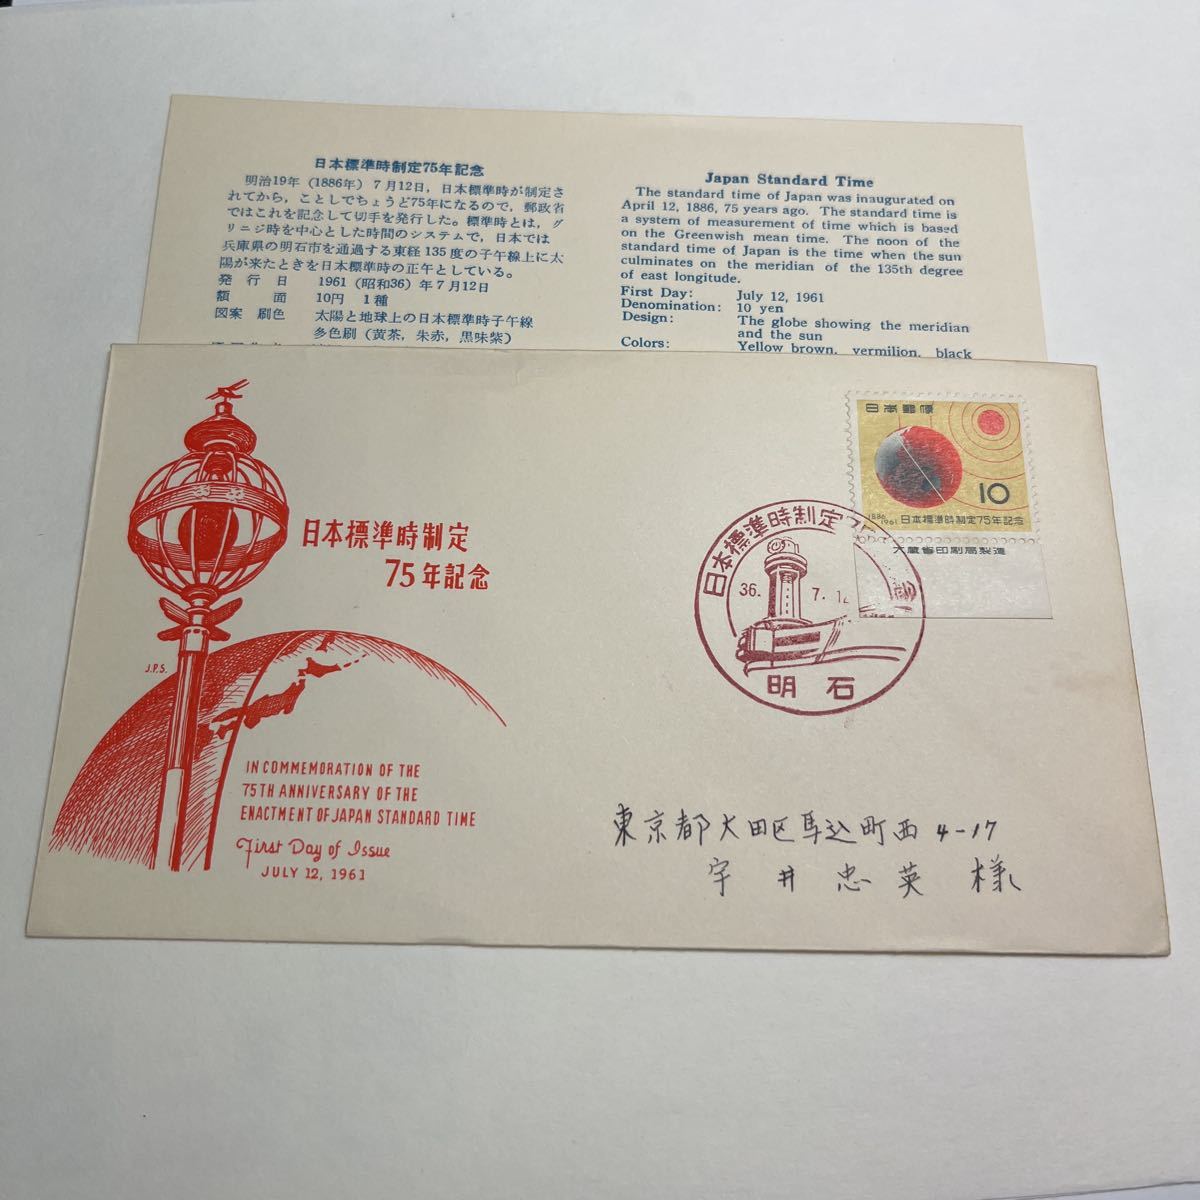 日本標準時制定75年記念
明治19年（1886年）7月12日，日本標準時が制定さ
れてから，ことしでちょうど75年になるので，郵政省
ではこれを記念して切手を発行した。標準時とは，グ
リニジ時を中心とした時間のシステムで，日本では
兵庫県の明石市を通過する東経135度の子午線上に太
陽が来たときを日本標準時の正午としている。
発行日 1961（昭和36）年7月12日
額面 10円 1種
図案 刷色 太陽と地球上の日本標準時子午線
多色刷（黄茶，朱赤，黒味紫）
Japan Standard Time
The standard time of Japan was inaugurated on
April 12, 1886, 75 years ago. The standard time is
a system of measurement of time which is based
on the Greenwish mean time. The noon of the
standard time of Japan is the time when the sun
culminates on the meridian of the 135th degree
of east longitude.
First Day: July 12, 1961
Denomination: 10 yen
Design: The globe showing the meridian
and the sun
Colors: Yellow brown, vermilion, black
日本標準時制定
75年記念
J.P.S.
IN COMMEMORATION OF THE
75TH ANNIVERSARY OF THE
ENACTMENT OF JAPAN STANDARD TIME
First Day of Issue
JULY 12, 1961
日本郵便
10
1886
1961
日本標準時制定75年記念
大蔵省印刷局製造
日本標準時制定
36. 7. 12
明石
東京都大田区馬込町西4-17
宇井忠英様